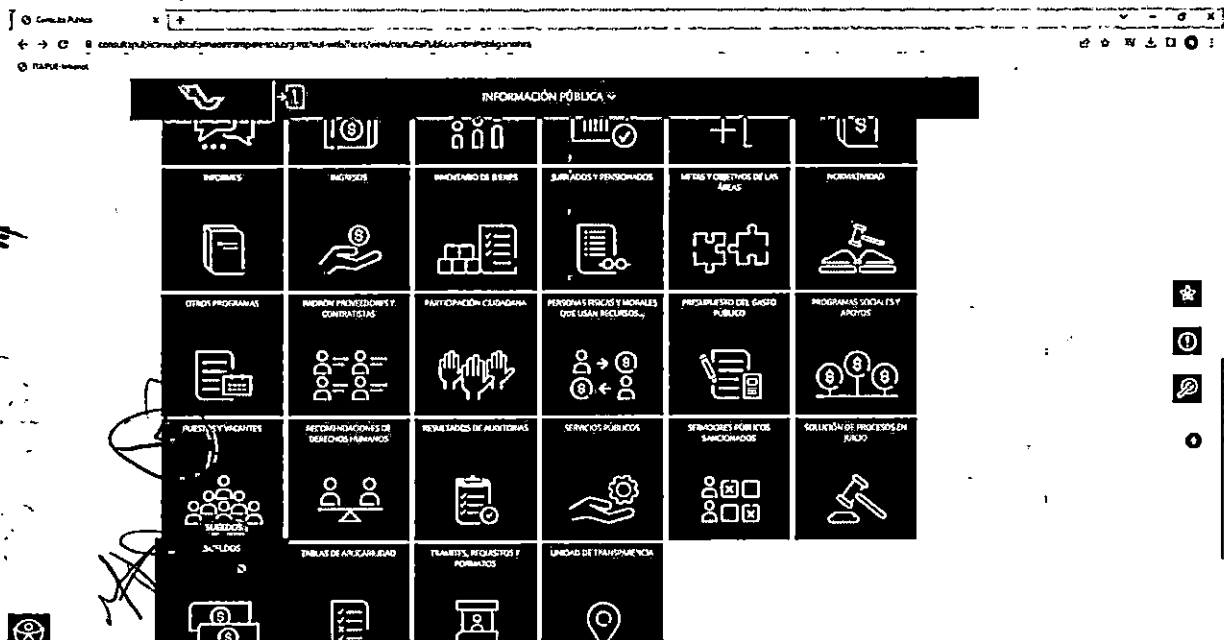 Consulta Pública
INFORMACIÓN PÚBLICA
INFORMES
INGRESOS
INVENTARIO DE BIENES
JUBILADOS Y PENSIONADOS
METAS Y OBJETIVOS DE LAS
ÁREAS
NORMATIVIDAD
OTROS PROGRAMAS
PADRÓN PROVEEDORES Y
CONTRATISTAS
PARTICIPACIÓN CIUDADANA
PERSONAS FÍSICAS Y MORALES
QUE USAN RECURSOS...
PRESUPUESTO DEL GASTO
PÚBLICO
PROGRAMAS SOCIALES Y
APOYOS
PUESTOS Y VACANTES
RECOMENDACIONES DE
DERECHOS HUMANOS
RESULTADOS DE AUDITORÍAS
SERVICIOS PÚBLICOS
SERVIDORES PÚBLICOS
SANCIONADOS
SOLUCIÓN DE PROCESOS EN
JUICIO
SUELDOS
SUELDOS
TABLAS DE APLICABILIDAD
TRÁMITES, REQUISITOS Y
FORMATOS
UNIDAD DE TRANSPARENCIA